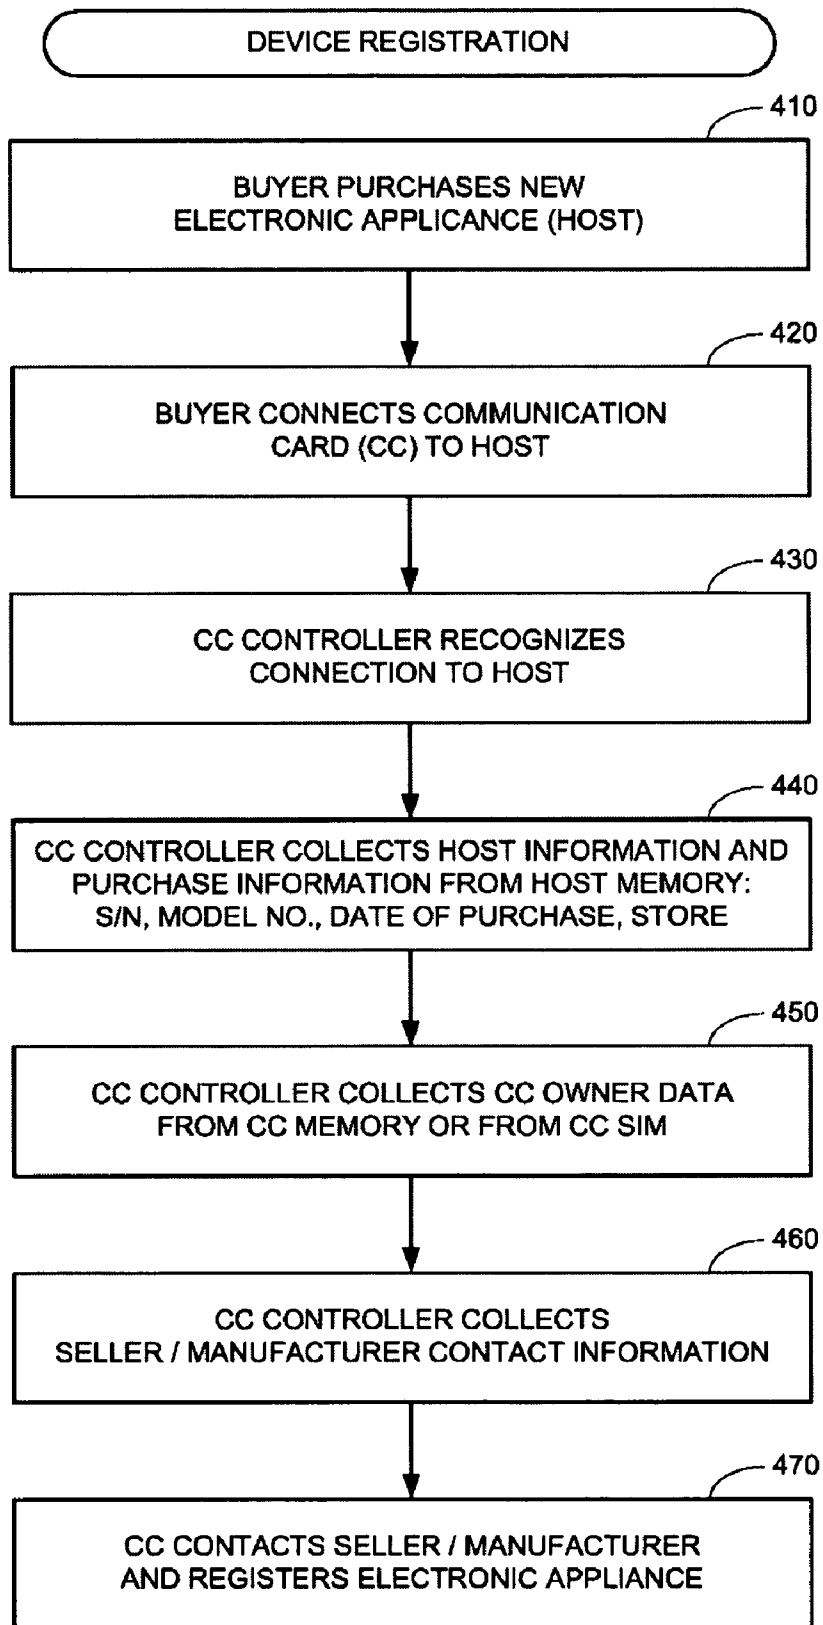 DEVICE REGISTRATION
410
BUYER PURCHASES NEW
ELECTRONIC APPLICANCE (HOST)
420
BUYER CONNECTS COMMUNICATION
CARD (CC) TO HOST
430
CC CONTROLLER RECOGNIZES
CONNECTION TO HOST
440
CC CONTROLLER COLLECTS HOST INFORMATION AND
PURCHASE INFORMATION FROM HOST MEMORY:
S/N, MODEL NO., DATE OF PURCHASE, STORE
450
CC CONTROLLER COLLECTS CC OWNER DATA
FROM CC MEMORY OR FROM CC SIM
460
CC CONTROLLER COLLECTS
SELLER / MANUFACTURER CONTACT INFORMATION
470
CC CONTACTS SELLER / MANUFACTURER
AND REGISTERS ELECTRONIC APPLIANCE